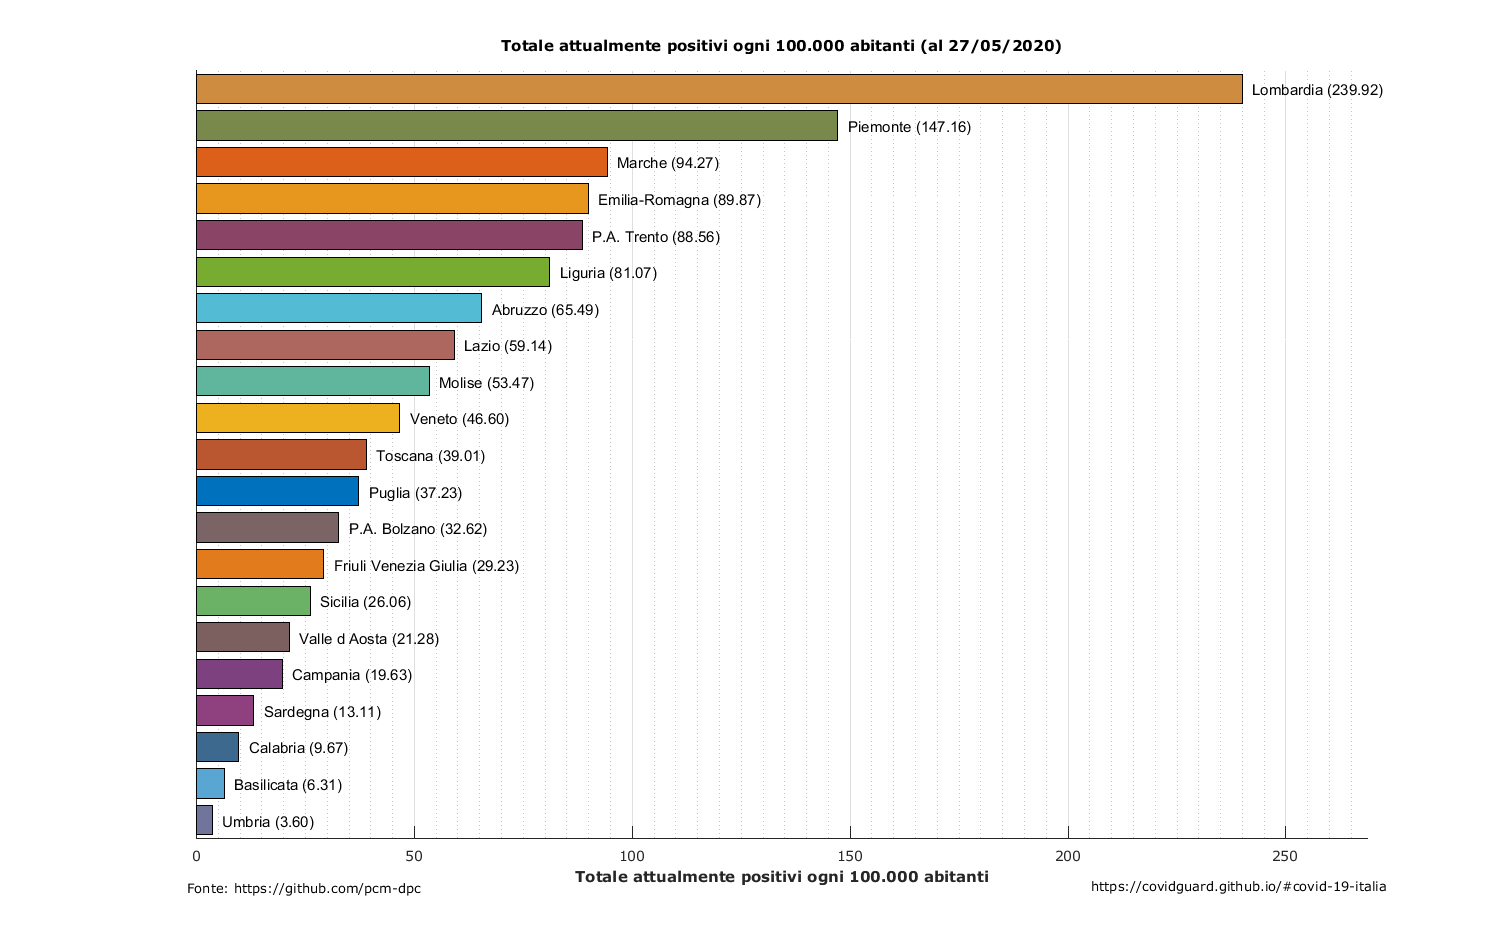 Totale attualmente positivi ogni 100.000 abitanti (al 27/05/2020)
Lombardia (239.92)
Piemonte (147.16)
Marche (94.27)
Emilia-Romagna (89.87)
P.A. Trento (88.56)
Liguria (81.07)
Abruzzo (65.49)
Lazio (59.14)
Molise (53.47)
Veneto (46.60)
Toscana (39.01)
Puglia (37.23)
P.A. Bolzano (32.62)
Friuli Venezia Giulia (29.23)
Sicilia (26.06)
Valle d Aosta (21.28)
Campania (19.63)
Sardegna (13.11)
Calabria (9.67)
Basilicata (6.31)
Umbria (3.60)
0 50 100 150 200 250
Totale attualmente positivi ogni 100.000 abitanti
Fonte: https://github.com/pcm-dpc
https://covidguard.github.io/#covid-19-italia